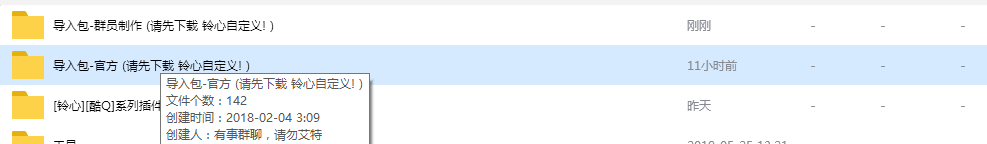 导入包-群员制作 (请先下载 铃心自定义! )
刚刚
-
-
-
导入包-官方 (请先下载 铃心自定义! )
11小时前
-
-
-
导入包-官方 (请先下载 铃心自定义! )
文件个数：142
创建时间：2018-02-04 3:09
创建人：有事群聊，请勿艾特
[铃心][酷Q]系列插件
昨天
-
-
-